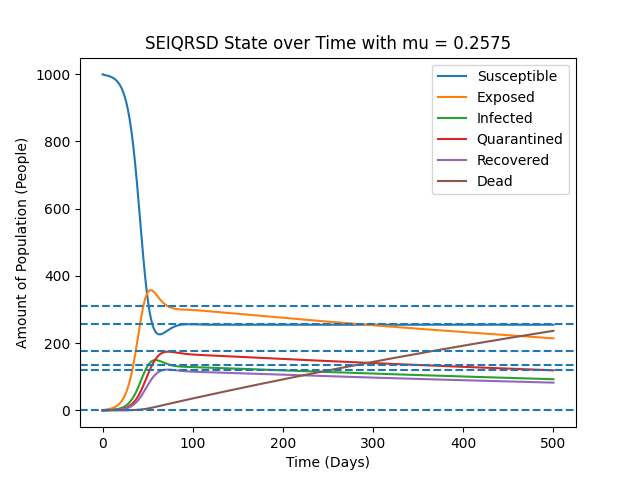 SEIQRSD State over Time with mu = 0.2575
Amount of Population (People)
1000
800
600
400
200
0
Susceptible
Exposed
Infected
Quarantined
Recovered
Dead
0 100 200 300 400 500
Time (Days)